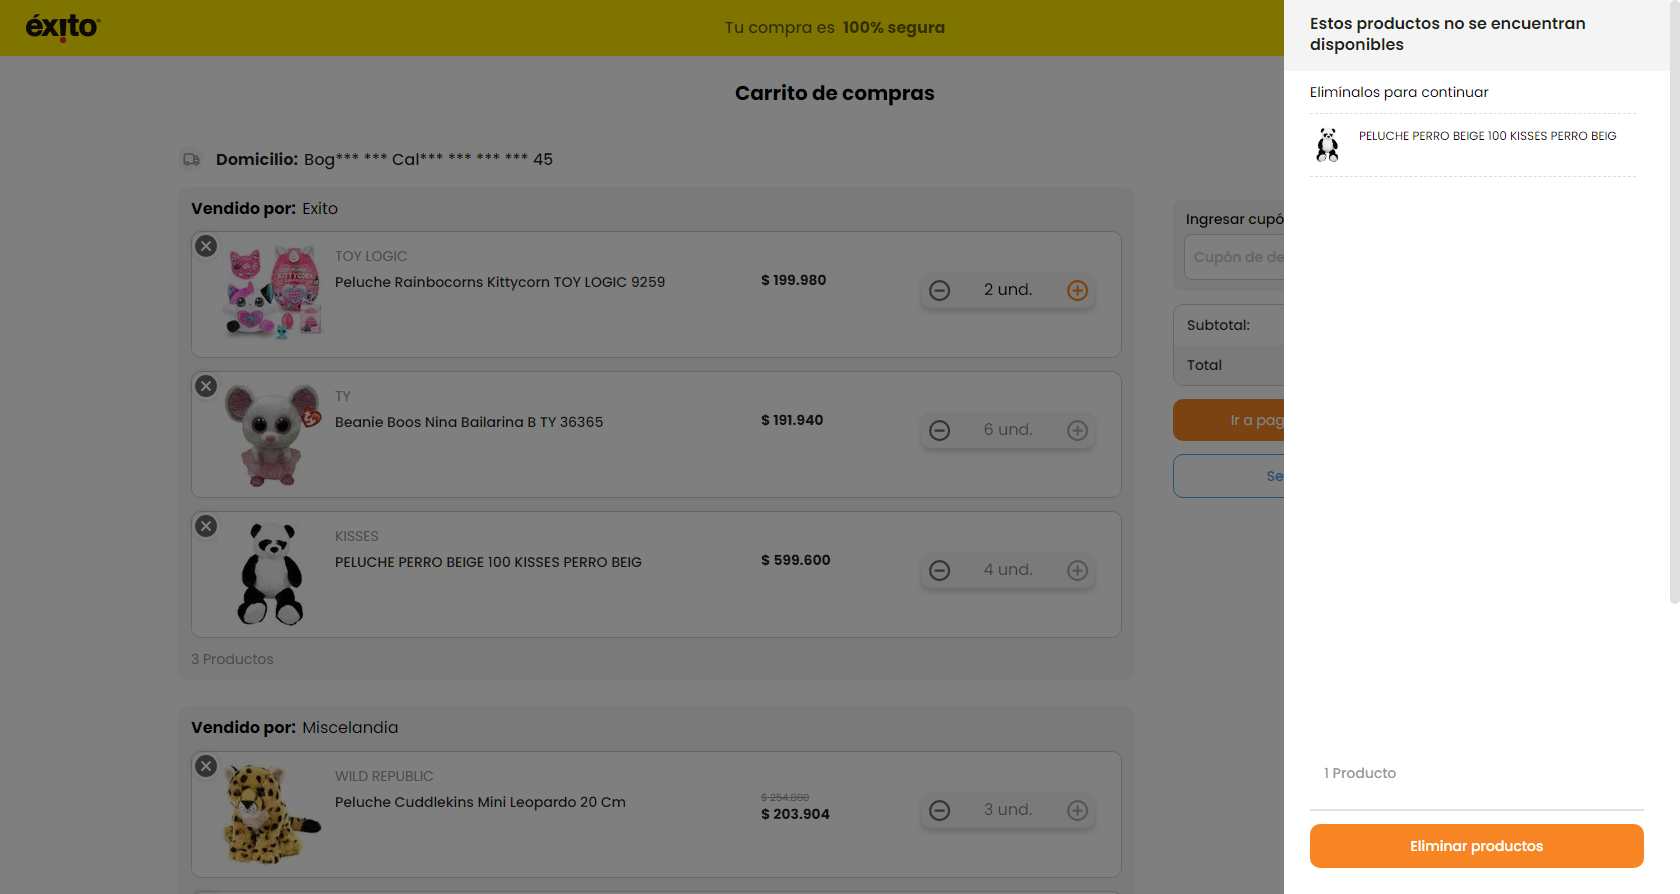 éxito
Tu compra es 100% segura
Carrito de compras
Domicilio: Bog*** *** Cal*** *** *** *** 45
Vendido por: Exito
TOY LOGIC
Peluche Rainbocorns Kittycorn TOY LOGIC 9259
$ 199.980
2 und.
TY
Beanie Boos Nina Bailarina B TY 36365
$ 191.940
6 und.
KISSES
PELUCHE PERRO BEIGE 100 KISSES PERRO BEIG
$ 599.600
4 und.
3 Productos
Vendido por: Miscelandia
WILD REPUBLIC
Peluche Cuddlekins Mini Leopardo 20 Cm
$ 254.880
$ 203.904
3 und.
Ingresar cupó
Cupón de de
Subtotal:
Total
Ir a pag
Se
Estos productos no se encuentran
disponibles
Elimínalos para continuar
PELUCHE PERRO BEIGE 100 KISSES PERRO BEIG
1 Producto
Eliminar productos